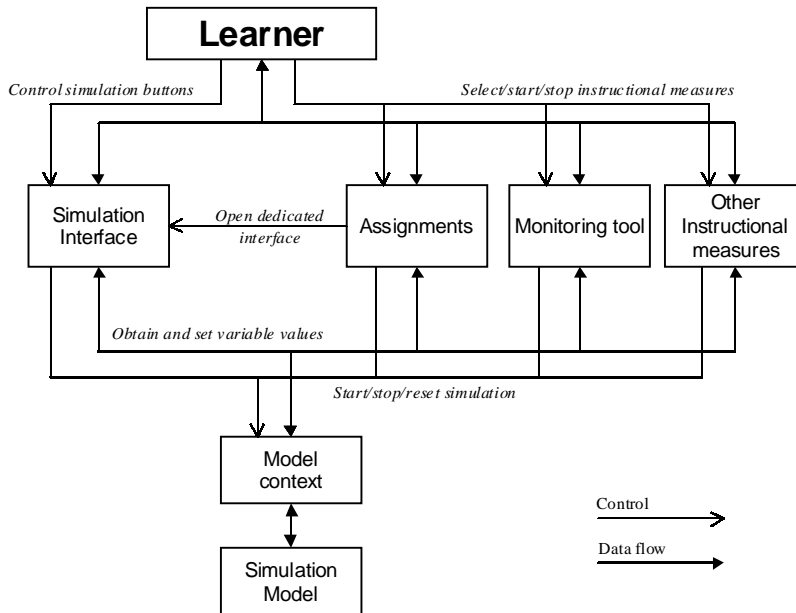 Learner
Control simulation buttons
Select/start/stop instructional measures
Simulation
Interface
Open dedicated
interface
Assignments
Monitoring tool
Other
Instructional
measures
Obtain and set variable values
Start/stop/reset simulation
Model
context
Control
Data flow
Simulation
Model